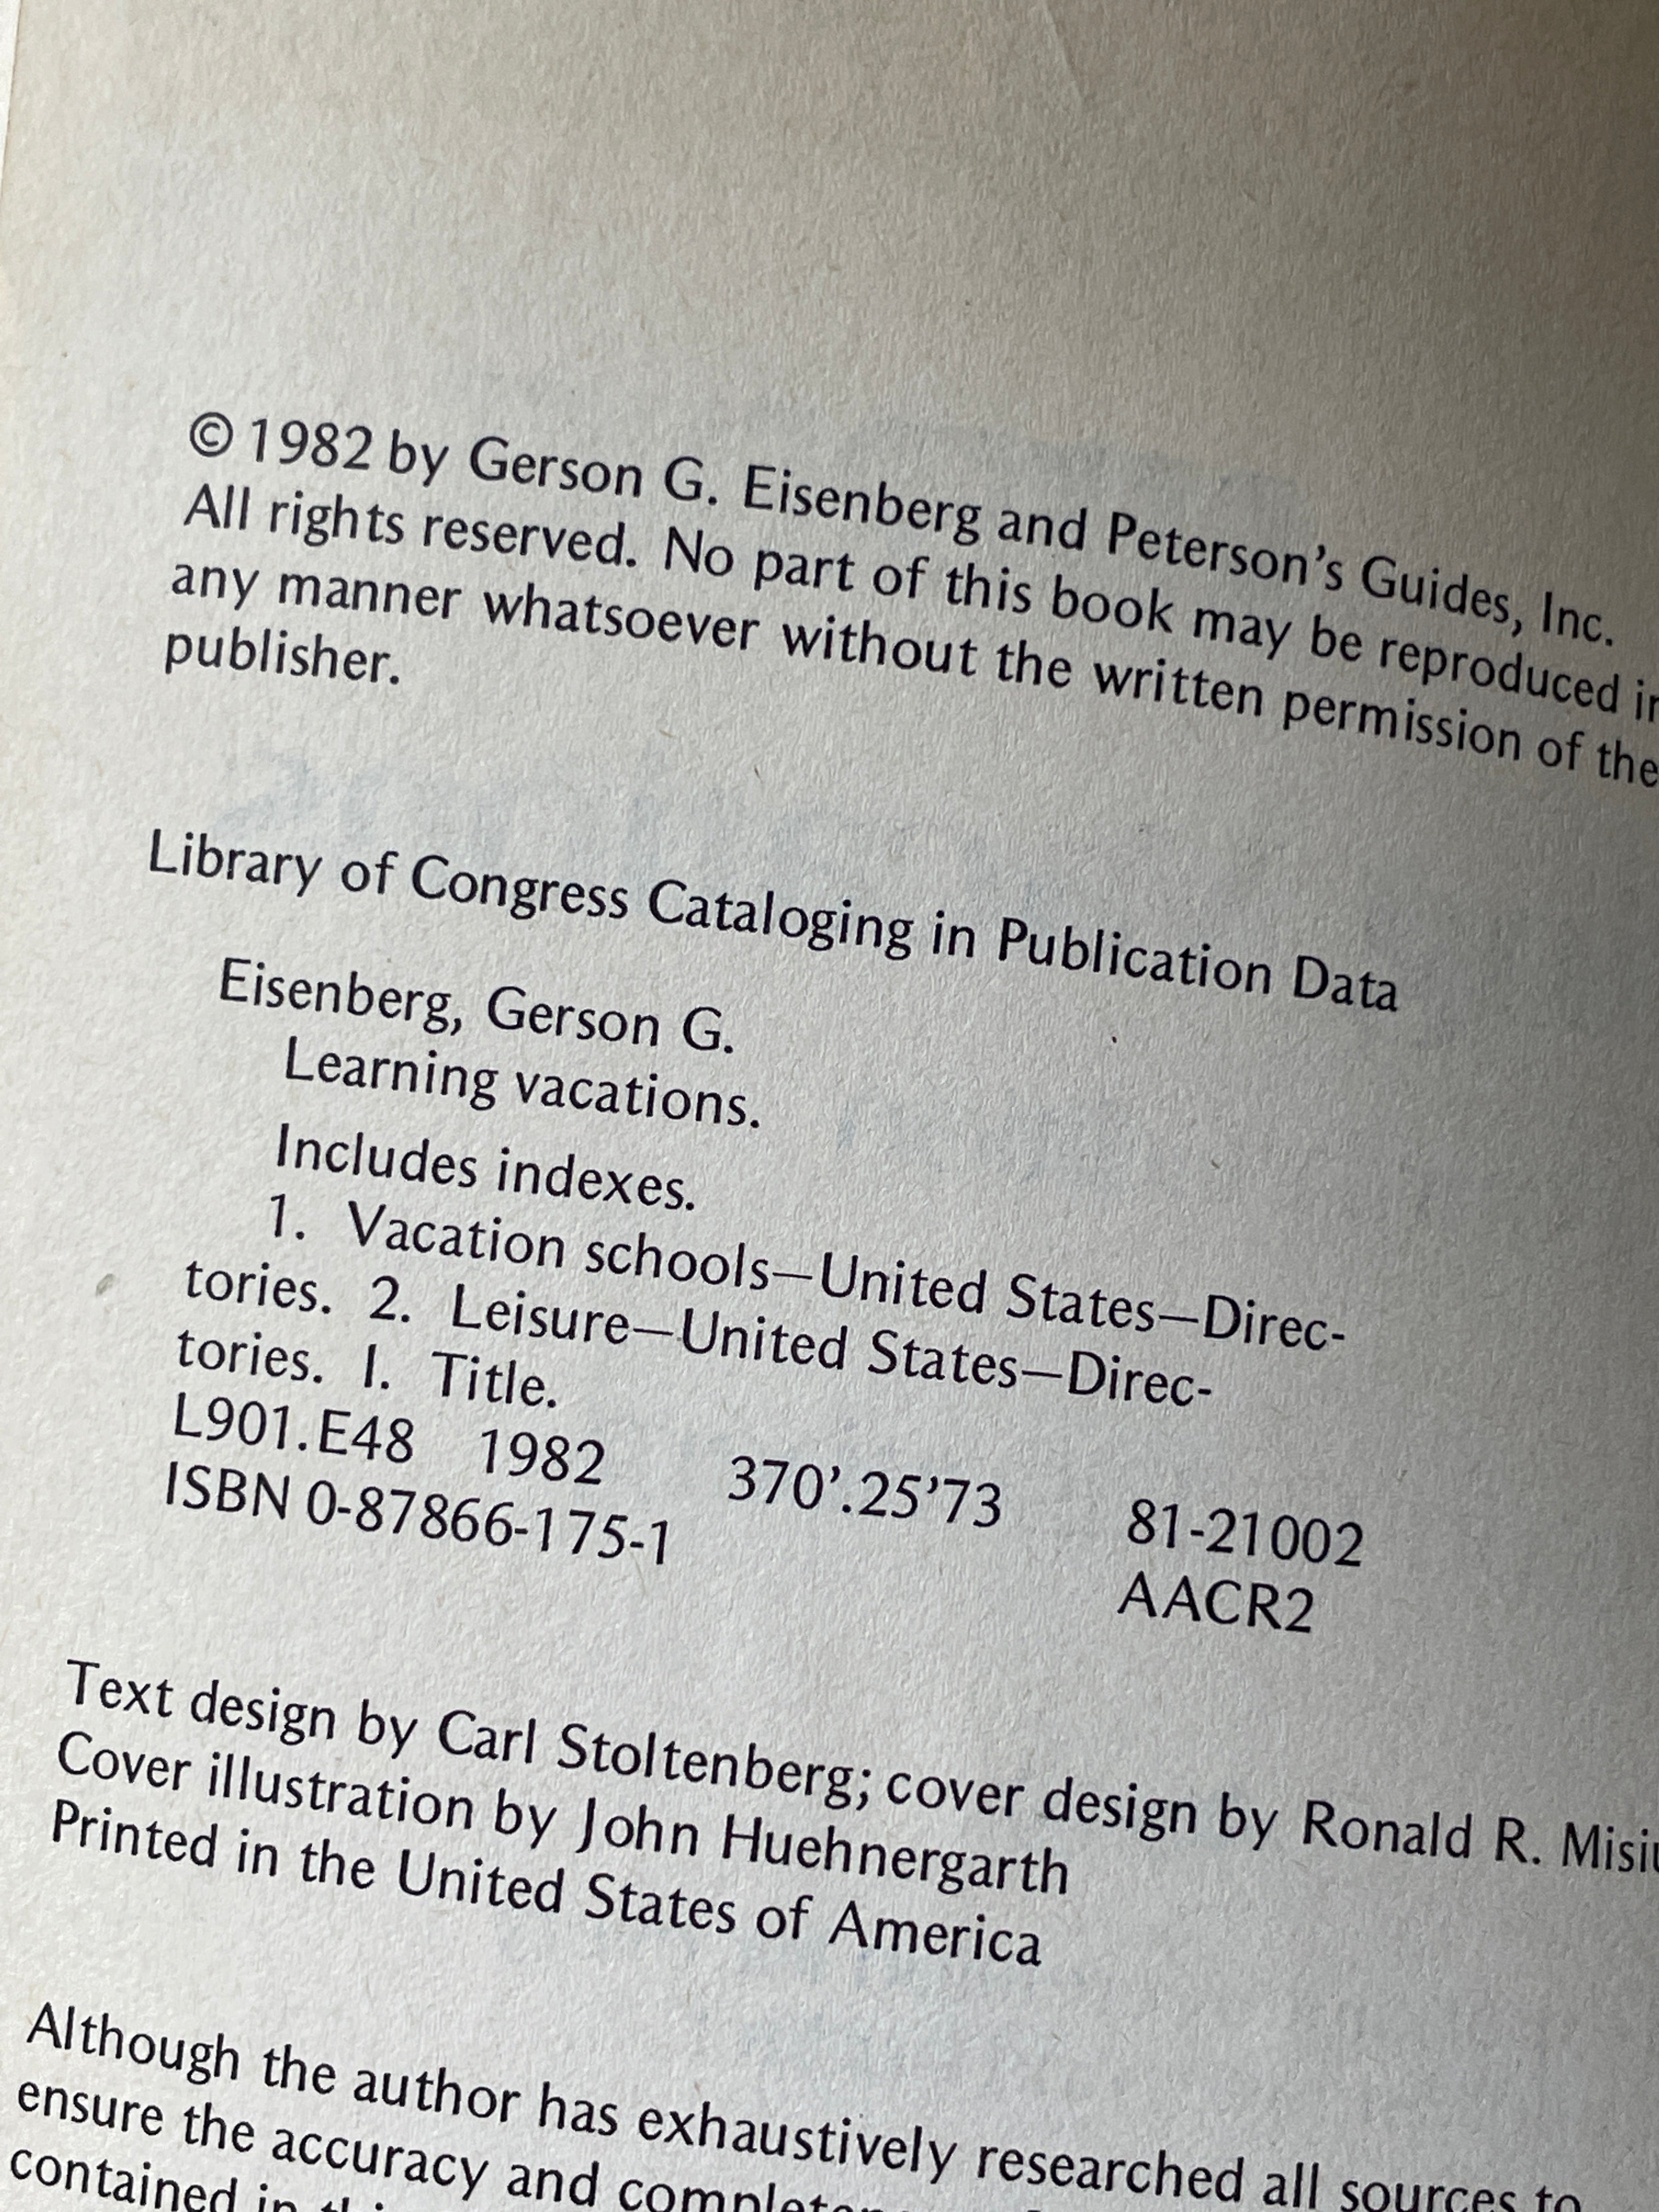 © 1982 by Gerson G. Eisenberg and Peterson's Guides, Inc.
All rights reserved. No part of this book may be reproduced in
any manner whatsoever without the written permission of the
publisher.
Library of Congress Cataloging in Publication Data
Eisenberg, Gerson G.
Learning vacations.
Includes indexes.
1. Vacation schools—United States—Direc-
tories. 2. Leisure—United States—Direc-
tories. I. Title.
L901.E48 1982 370'.25'73 81-21002
ISBN 0-87866-175-1 AACR2
Text design by Carl Stoltenberg; cover design by Ronald R. Misiu
Cover illustration by John Huehnergarth
Printed in the United States of America
Although the author has exhaustively researched all sources to
ensure the accuracy and
contained in